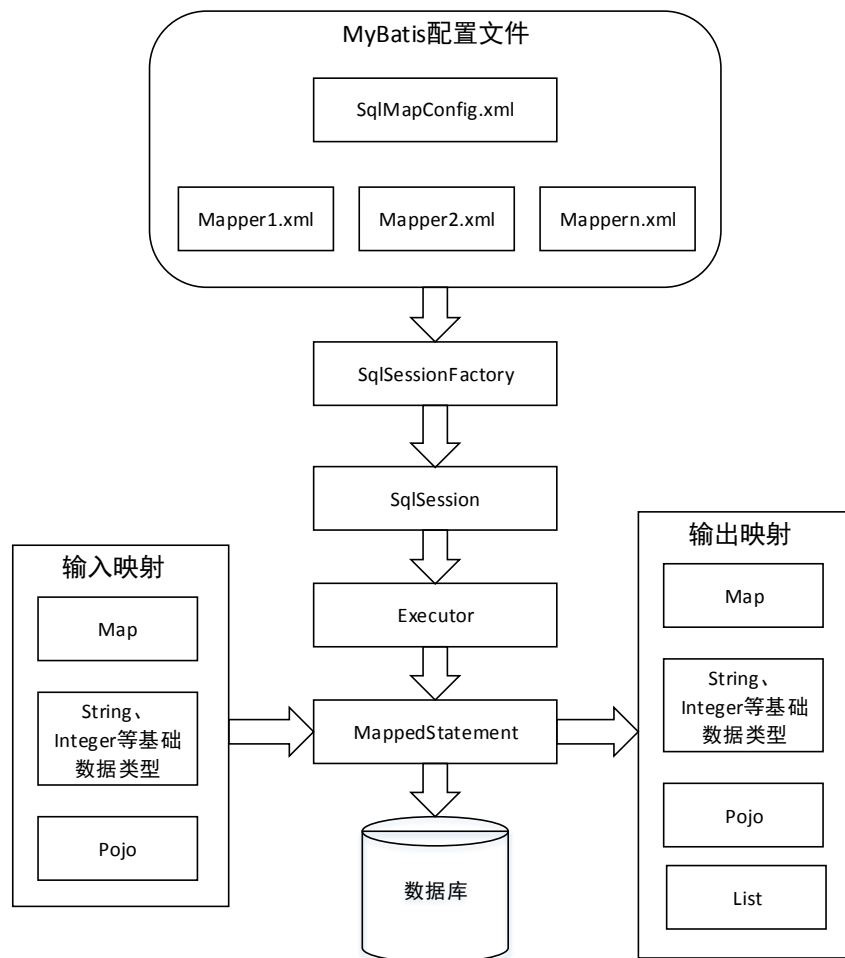 MyBatis配置文件
SqlMapConfig.xml
Mapper1.xml
Mapper2.xml
Mappern.xml
SqlSessionFactory
SqlSession
Executor
MappedStatement
数据库
输入映射
Map
String、
Integer等基础
数据类型
Pojo
输出映射
Map
String、
Integer等基础
数据类型
Pojo
List